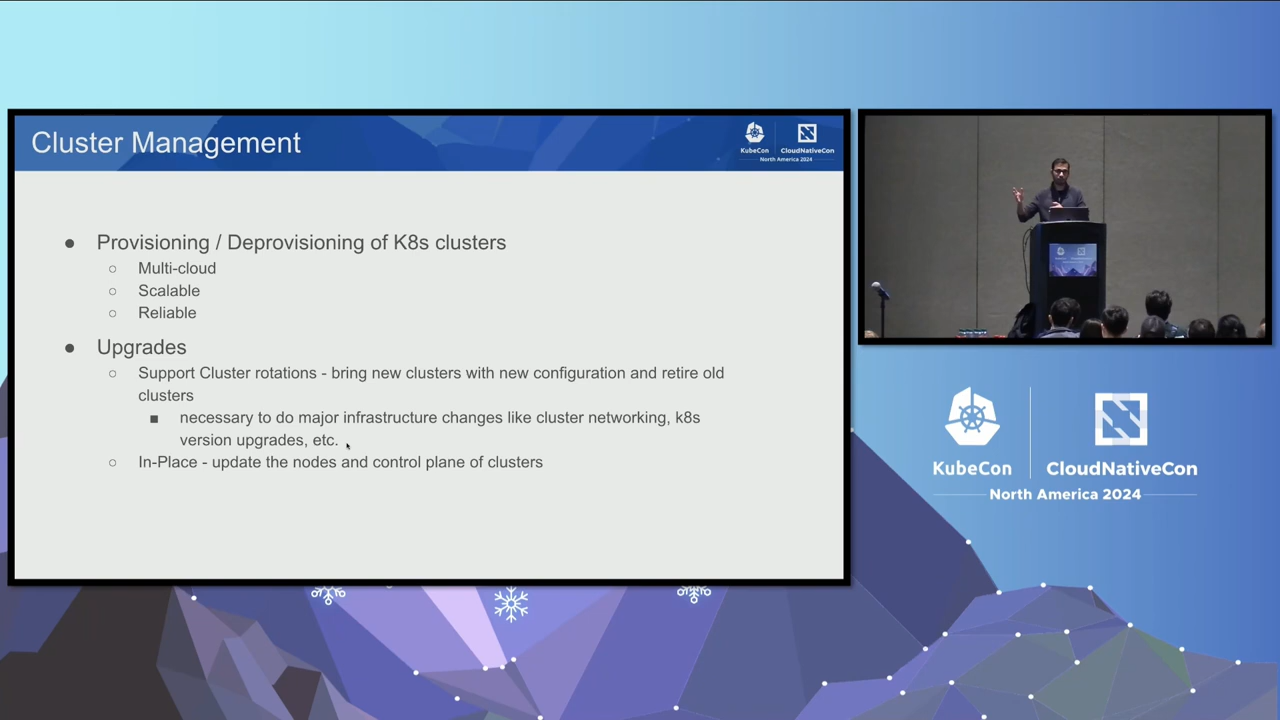 Cluster Management
KubeCon
CloudNativeCon
North America 2024
● Provisioning / Deprovisioning of K8s clusters
○ Multi-cloud
○ Scalable
○ Reliable
● Upgrades
○ Support Cluster rotations - bring new clusters with new configuration and retire old
clusters
■ necessary to do major infrastructure changes like cluster networking, k8s
version upgrades, etc.
○ In-Place - update the nodes and control plane of clusters
KubeCon
CloudNativeCon
North America 2024